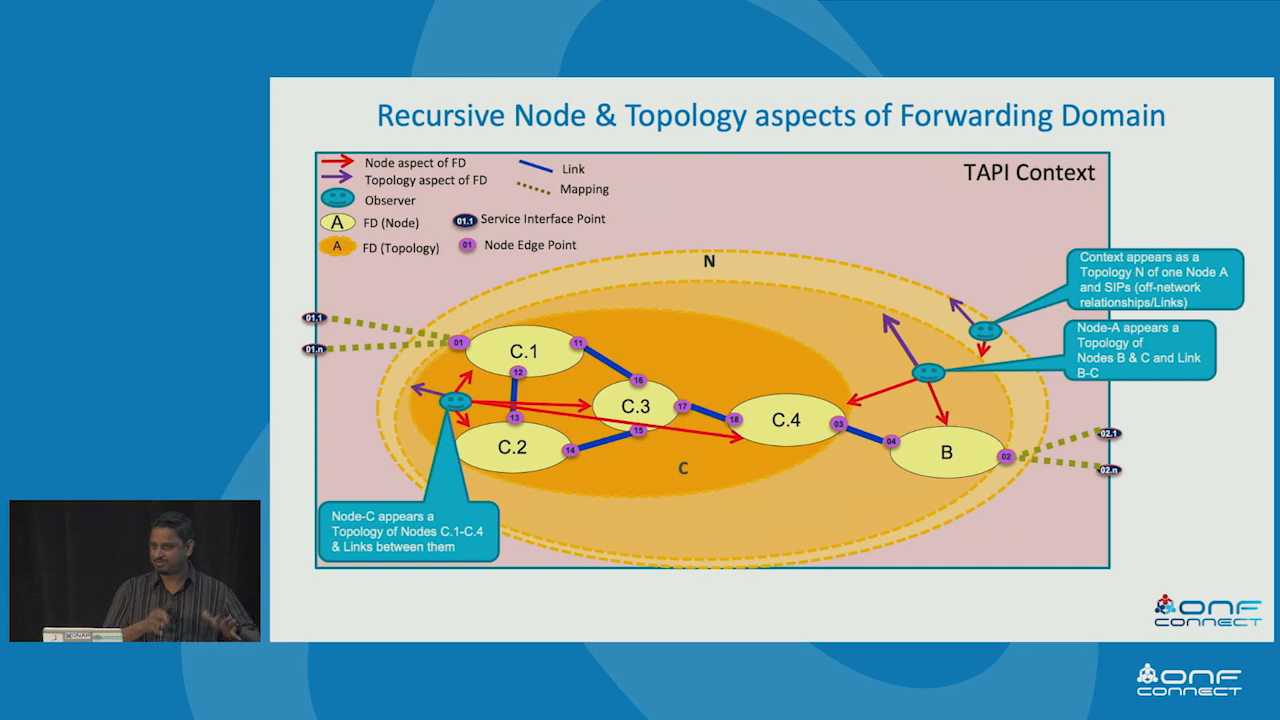 Recursive Node & Topology aspects of Forwarding Domain
Node aspect of FD
Topology aspect of FD
Observer
A
FD (Node)
A
FD (Topology)
Link
Mapping
01.1
Service Interface Point
01
Node Edge Point
TAPI Context
N
Context appears as a
Topology N of one Node A
and SIPs (off-network
relationships/Links)
Node-A appears a
Topology of
Nodes B & C and Link
B-C
01.1
01.n
01
C.1
11
12
16
C.3
17
18
C.4
03
04
B
02
02.1
02.n
13
C.2
14
15
C
Node-C appears a
Topology of Nodes C.1-C.4
& Links between them
ONF
CONNECT
ONF
CONNECT